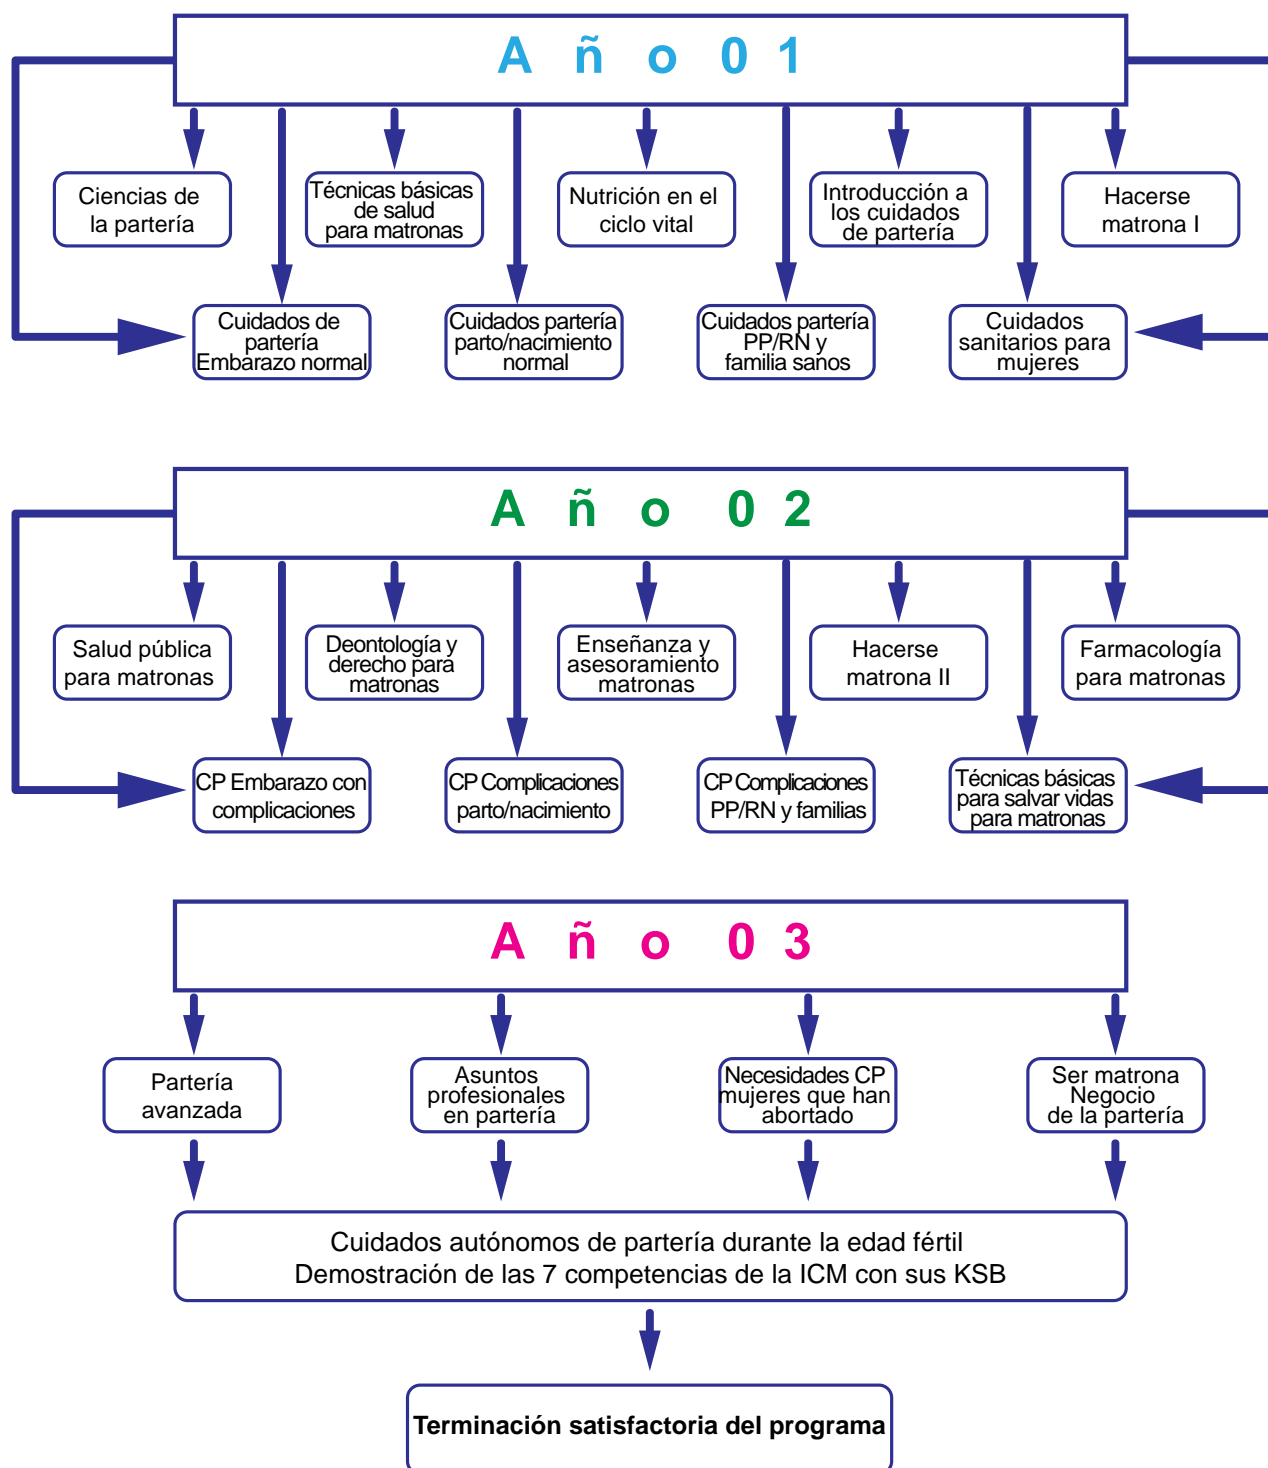 Año 01
Ciencias de
la partería
Técnicas básicas
de salud
para matronas
Nutrición en el
ciclo vital
Introducción a
los cuidados
de partería
Hacerse
matrona I
Cuidados de
partería
Embarazo normal
Cuidados partería
parto/nacimiento
normal
Cuidados partería
PP/RN y
familia sanos
Cuidados
sanitarios para
mujeres
Año 02
Salud pública
para matronas
Deontología y
derecho para
matronas
Enseñanza y
asesoramiento
matronas
Hacerse
matrona II
Farmacología
para matronas
CP Embarazo con
complicaciones
CP Complicaciones
parto/nacimiento
CP Complicaciones
PP/RN y familias
Técnicas básicas
para salvar vidas
para matronas
Año 03
Partería
avanzada
Asuntos
profesionales
en partería
Necesidades CP
mujeres que han
abortado
Ser matrona
Negocio
de la partería
Cuidados autónomos de partería durante la edad fértil
Demostración de las 7 competencias de la ICM con sus KSB
Terminación satisfactoria del programa